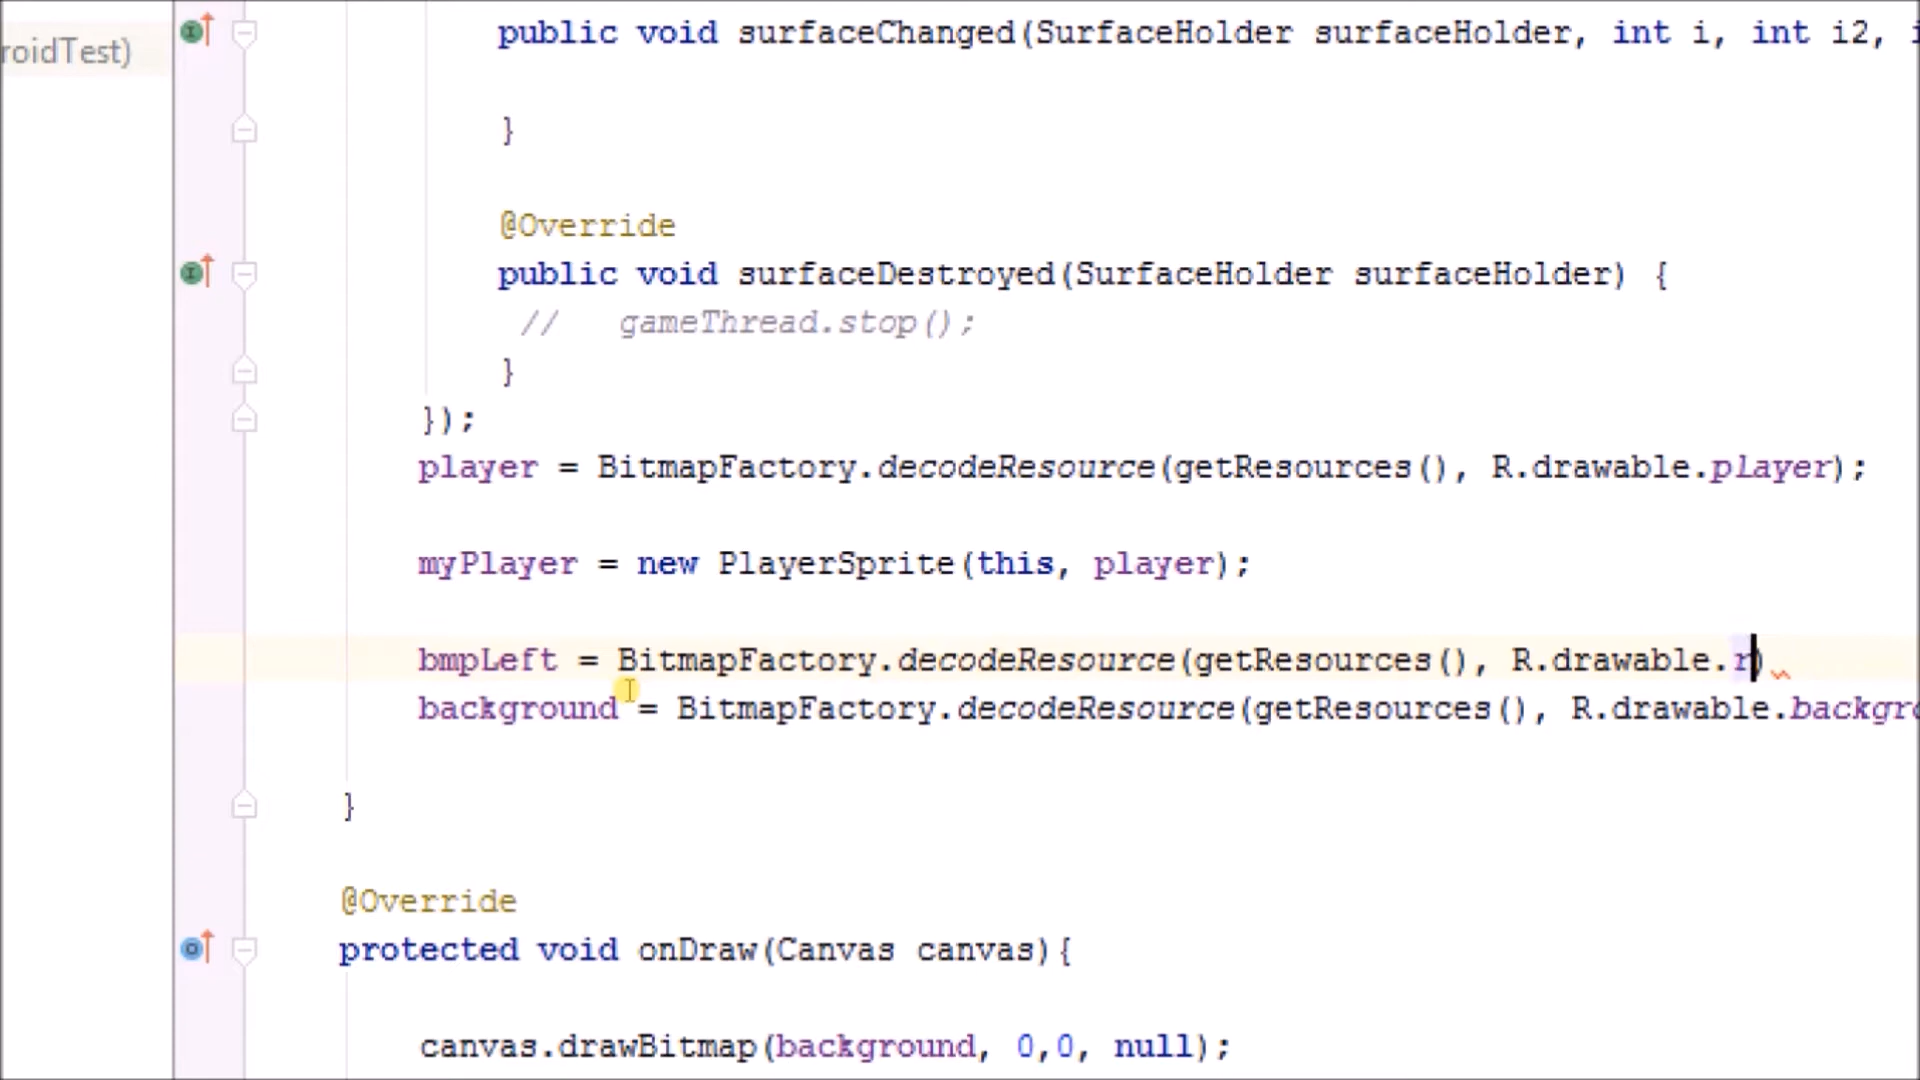 public void surfaceChanged(SurfaceHolder surfaceHolder, int i, int i2,
roidTest)
}
@Override
public void surfaceDestroyed(SurfaceHolder surfaceHolder) {
// gameThread.stop();
}
});
player = BitmapFactory.decodeResource(getResources(), R.drawable.player);
myPlayer = new PlayerSprite(this, player);
bmpLeft = BitmapFactory.decodeResource(getResources(), R.drawable.r)
background = BitmapFactory.decodeResource(getResources(), R.drawable.backgro
}
@Override
protected void onDraw(Canvas canvas){
canvas.drawBitmap(background, 0,0, null);